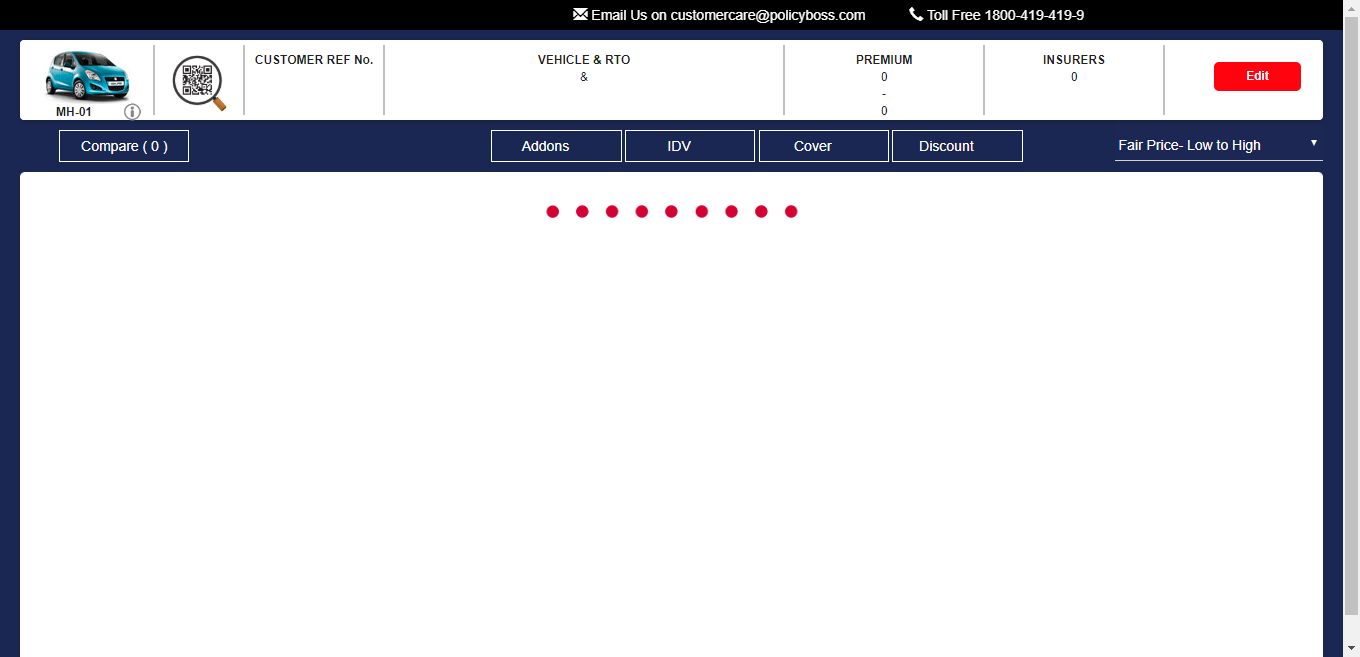 Email Us on customercare@policyboss.com Toll Free 1800-419-419-9
MH-01
CUSTOMER REF No.
VEHICLE & RTO
&
PREMIUM
0
-
0
INSURERS
0
Edit
Compare ( 0 )
Addons
IDV
Cover
Discount
Fair Price- Low to High